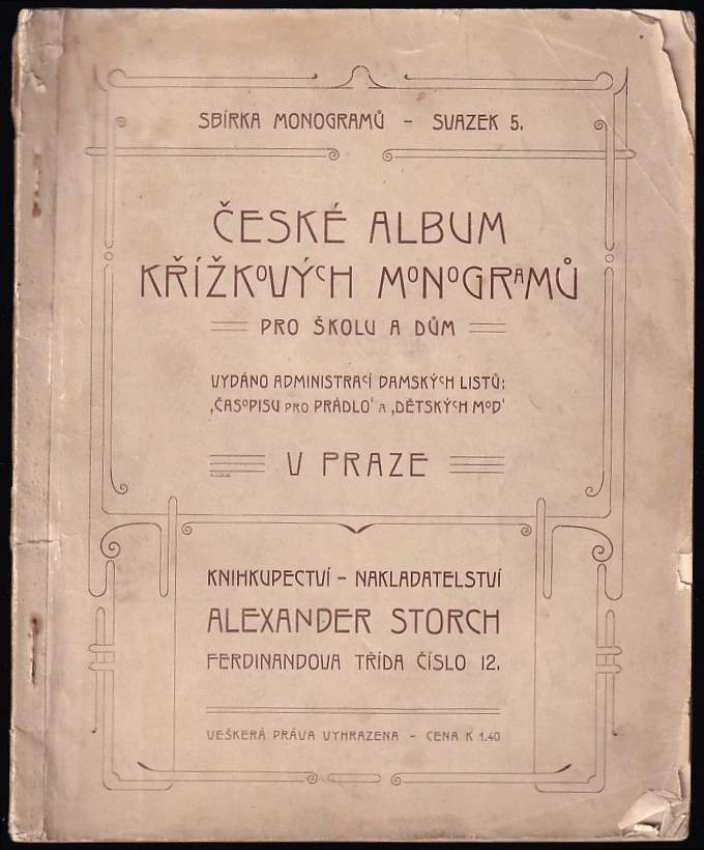 SBÍRKA MONOGRAMŮ – SVAZEK 5.
ČESKÉ ALBUM
KŘÍŽKOVÝCH MONOGRAMŮ
PRO ŠKOLU A DŮM
VYDÁNO ADMINISTRACÍ DAMSKÝCH LISTŮ:
‚ČASOPISU PRO PRÁDLO‘ A ‚DĚTSKÝCH MOD‘
V PRAZE
KNIHKUPECTVÍ – NAKLADATELSTVÍ
ALEXANDER STORCH
FERDINANDOVA TŘÍDA ČÍSLO 12.
VEŠKERÁ PRÁVA VYHRAZENA – CENA K 1.40